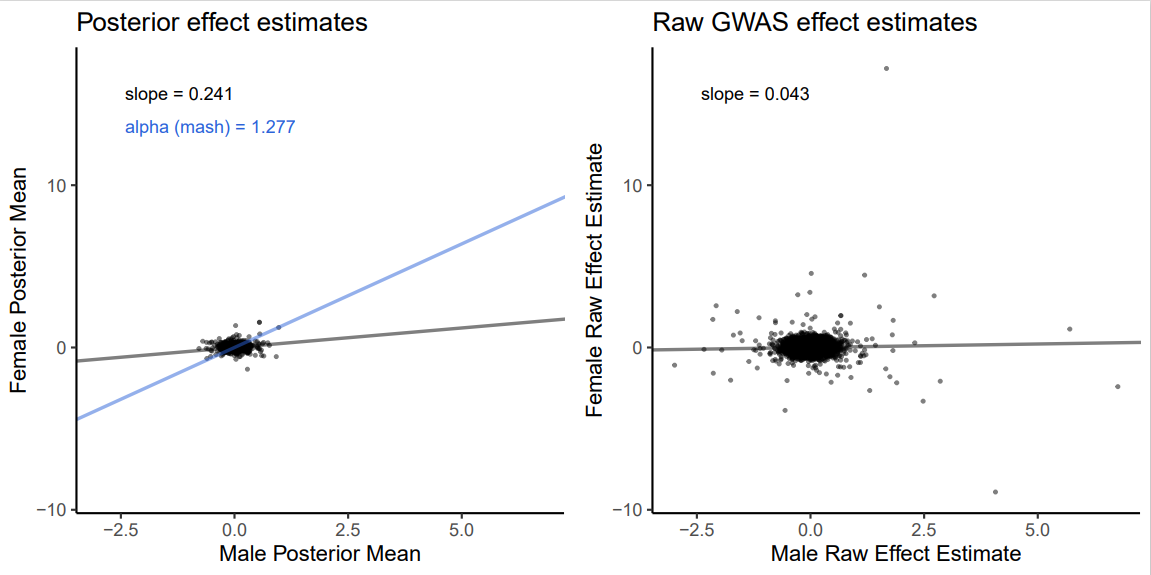 Posterior effect estimates
slope = 0.241
alpha (mash) = 1.277
Female Posterior Mean
10
0
−10
−2.5
0.0
2.5
5.0
Male Posterior Mean
Raw GWAS effect estimates
slope = 0.043
Female Raw Effect Estimate
10
0
−10
−2.5
0.0
2.5
5.0
Male Raw Effect Estimate